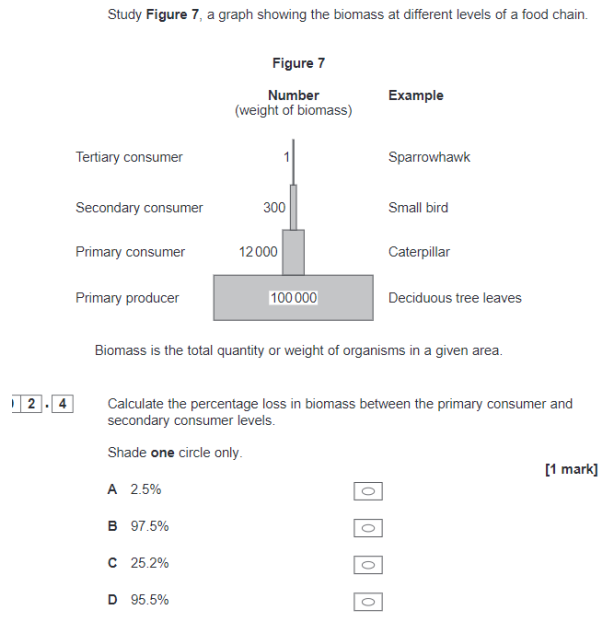 Study Figure 7, a graph showing the biomass at different levels of a food chain.
Figure 7
Number Example
(weight of biomass)
Tertiary consumer 1 Sparrowhawk
Secondary consumer 300 Small bird
Primary consumer 12 000 Caterpillar
Primary producer 100 000 Deciduous tree leaves
Biomass is the total quantity or weight of organisms in a given area.
2 . 4 Calculate the percentage loss in biomass between the primary consumer and
secondary consumer levels.
Shade one circle only.
[1 mark]
A 2.5%
B 97.5%
C 25.2%
D 95.5%